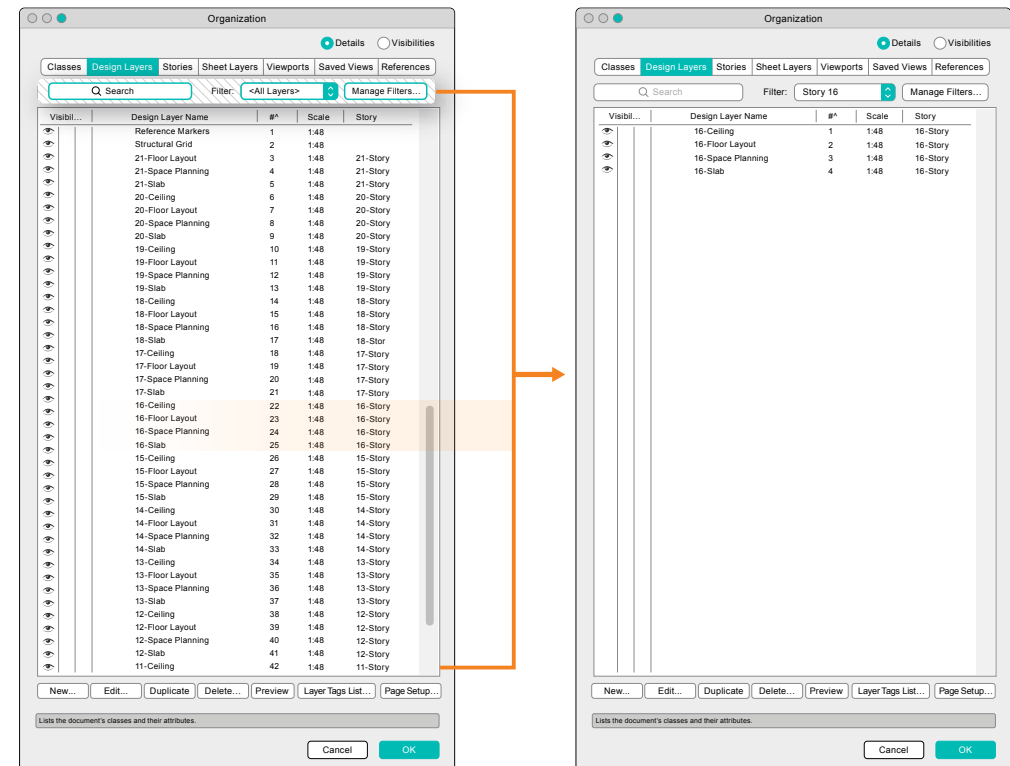 Organization
Details Visibilities
Classes Design Layers Stories Sheet Layers Viewports Saved Views References
Search Filter: <All Layers> Manage Filters...
Visibil... Design Layer Name #^ Scale Story
Reference Markers 1 1:48
Structural Grid 2 1:48
21-Floor Layout 3 1:48 21-Story
21-Space Planning 4 1:48 21-Story
21-Slab 5 1:48 21-Story
20-Ceiling 6 1:48 20-Story
20-Floor Layout 7 1:48 20-Story
20-Space Planning 8 1:48 20-Story
20-Slab 9 1:48 20-Story
19-Ceiling 10 1:48 19-Story
19-Floor Layout 11 1:48 19-Story
19-Space Planning 12 1:48 19-Story
19-Slab 13 1:48 19-Story
18-Ceiling 14 1:48 18-Story
18-Floor Layout 15 1:48 18-Story
18-Space Planning 16 1:48 18-Story
18-Slab 17 1:48 18-Stor
17-Ceiling 18 1:48 17-Story
17-Floor Layout 19 1:48 17-Story
17-Space Planning 20 1:48 17-Story
17-Slab 21 1:48 17-Story
16-Ceiling 22 1:48 16-Story
16-Floor Layout 23 1:48 16-Story
16-Space Planning 24 1:48 16-Story
16-Slab 25 1:48 16-Story
15-Ceiling 26 1:48 15-Story
15-Floor Layout 27 1:48 15-Story
15-Space Planning 28 1:48 15-Story
15-Slab 29 1:48 15-Story
14-Ceiling 30 1:48 14-Story
14-Floor Layout 31 1:48 14-Story
14-Space Planning 32 1:48 14-Story
14-Slab 33 1:48 14-Story
13-Ceiling 34 1:48 13-Story
13-Floor Layout 35 1:48 13-Story
13-Space Planning 36 1:48 13-Story
13-Slab 37 1:48 13-Story
12-Ceiling 38 1:48 12-Story
12-Floor Layout 39 1:48 12-Story
12-Space Planning 40 1:48 12-Story
12-Slab 41 1:48 12-Story
11-Ceiling 42 1:48 11-Story
New... Edit... Duplicate Delete... Preview Layer Tags List... Page Setup...
Lists the document's classes and their attributes.
Cancel OK
Organization
Details Visibilities
Classes Design Layers Stories Sheet Layers Viewports Saved Views References
Search Filter: Story 16 Manage Filters...
Visibil... Design Layer Name #^ Scale Story
16-Ceiling 1 1:48 16-Story
16-Floor Layout 2 1:48 16-Story
16-Space Planning 3 1:48 16-Story
16-Slab 4 1:48 16-Story
New... Edit... Duplicate Delete... Preview Layer Tags List... Page Setup...
Lists the document's classes and their attributes.
Cancel OK